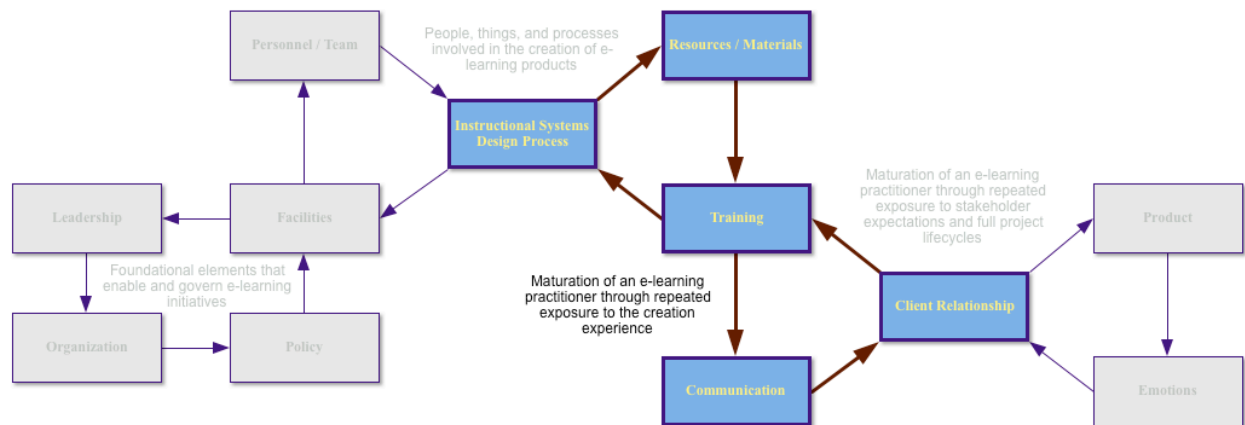 Personnel / Team
People, things, and processes
involved in the creation of e-
learning products
Resources / Materials
Instructional Systems
Design Process
Leadership
Facilities
Training
Maturation of an e-learning
practitioner through repeated
exposure to stakeholder
expectations and full project
lifecycles
Product
Foundational elements that
enable and govern e-learning
initiatives
Maturation of an e-learning
practitioner through repeated
exposure to the creation
experience
Client Relationship
Organization
Policy
Communication
Emotions